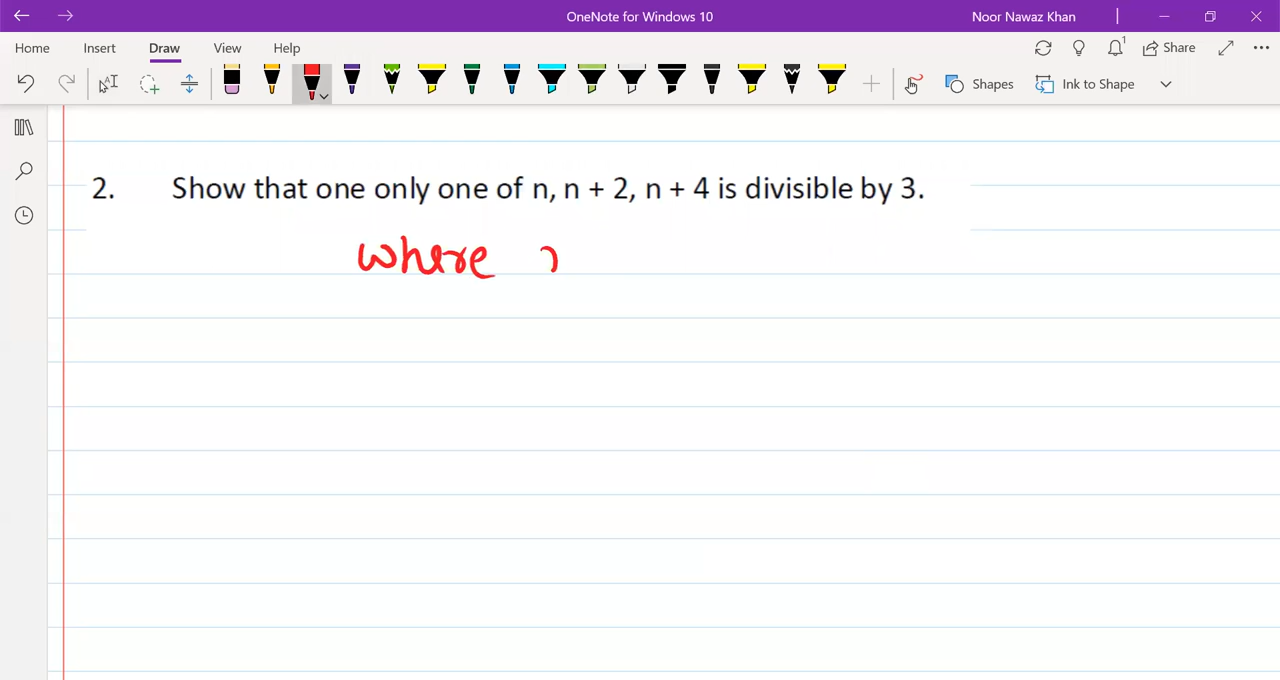 OneNote for Windows 10
Noor Nawaz Khan
Home Insert Draw View Help
1
Share
Shapes
Ink to Shape
2. Show that one only one of n, n + 2, n + 4 is divisible by 3.
where